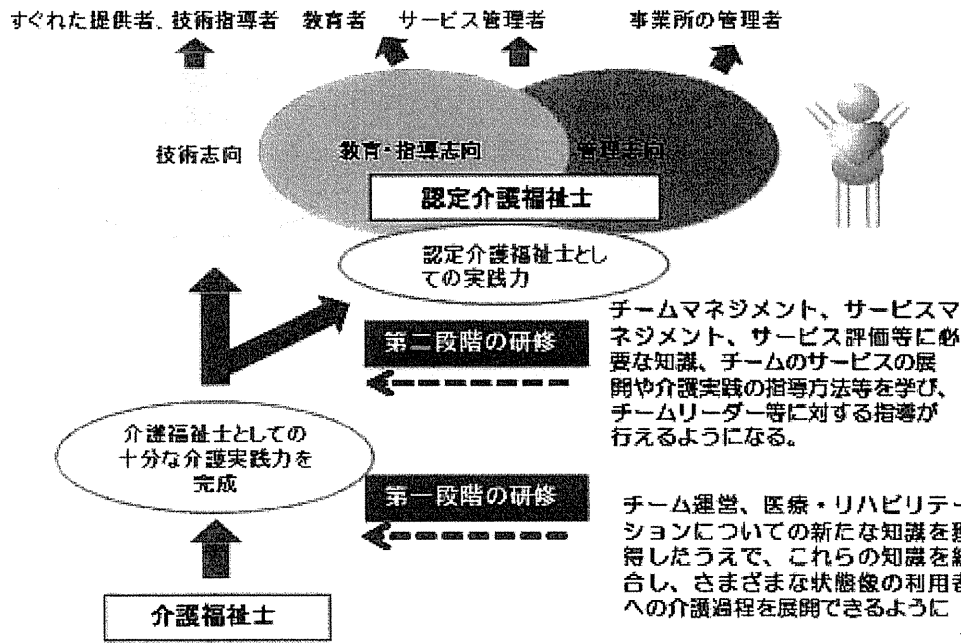 すぐれた提供者、技術指導者　教育者　サービス管理者　事業所の管理者
技術志向　教育・指導志向　管理志向
認定介護福祉士
認定介護福祉士とし
ての実践力
第二段階の研修
チームマネジメント、サービスマ
ネジメント、サービス評価等に必
要な知識、チームのサービスの展
開や介護実践の指導方法等を学び、
チームリーダー等に対する指導が
行えるようになる。
介護福祉士としての
十分な介護実践力を
完成
第一段階の研修
チーム運営、医療・リハビリテー
ションについての新たな知識を獲
得したうえで、これらの知識を統
合し、さまざまな状態像の利用者
への介護過程を展開できるように
介護福祉士